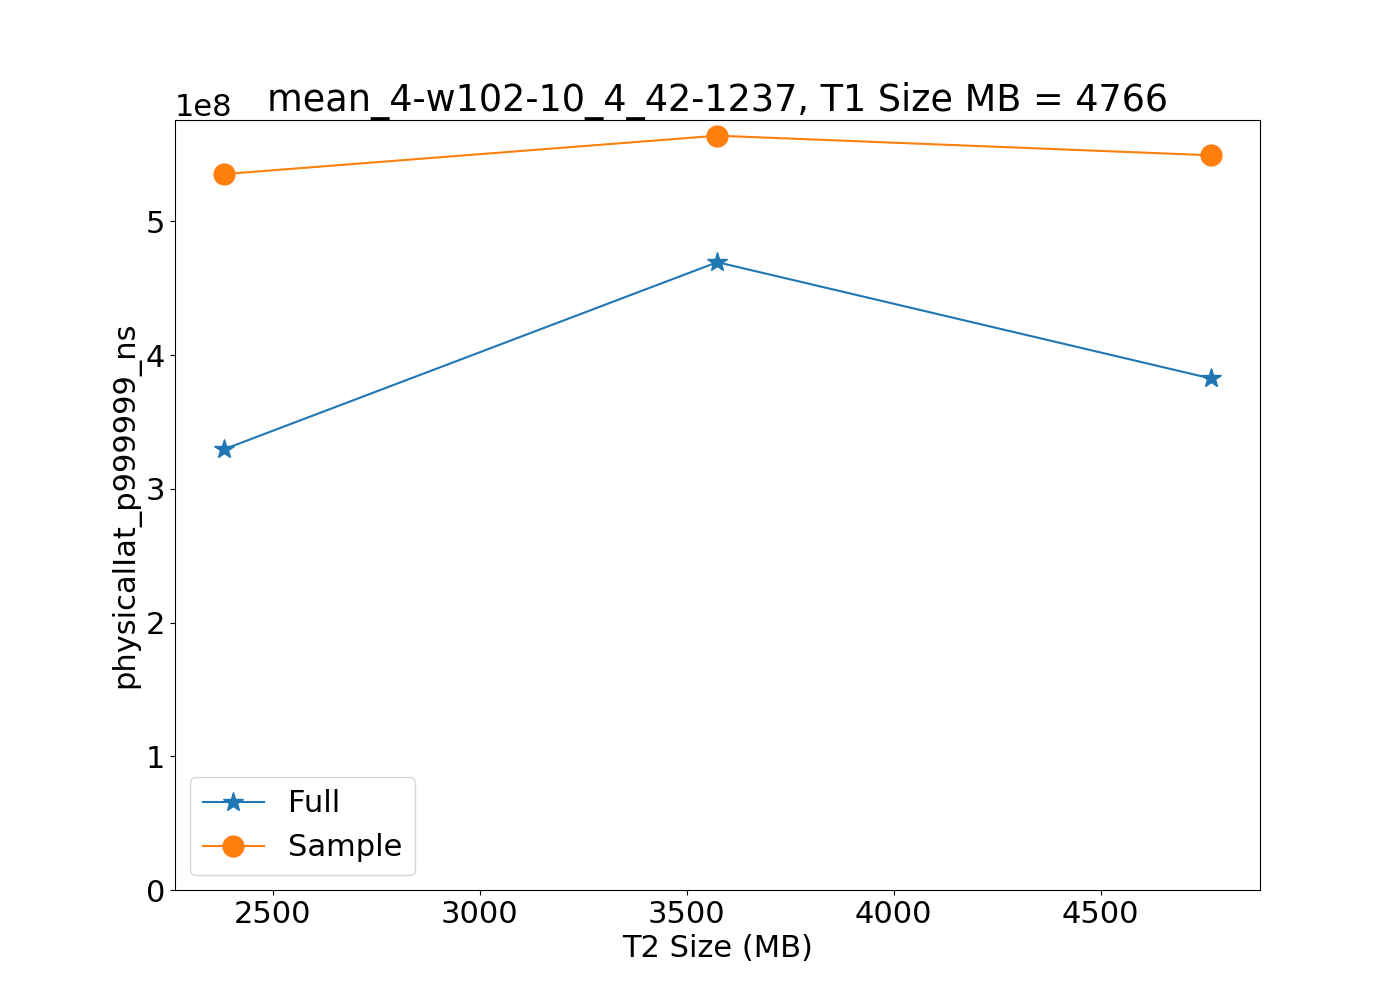 1e8
mean_4-w102-10_4_42-1237, T1 Size MB = 4766
physicallat_p999999_ns
5
4
3
2
1
0
Full
Sample
2500 3000 3500 4000 4500
T2 Size (MB)